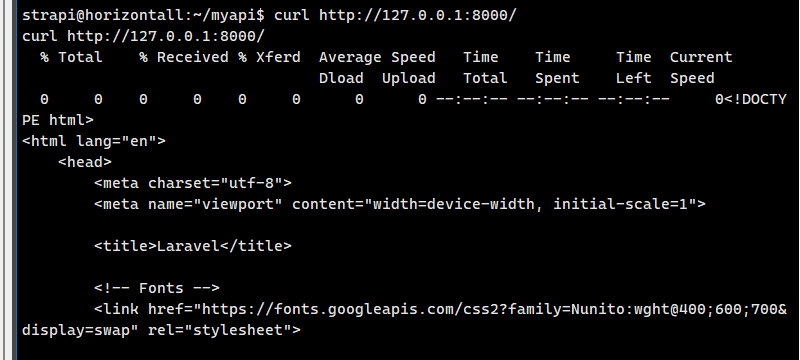 strapi@horizontall:~/myapi$ curl http://127.0.0.1:8000/
curl http://127.0.0.1:8000/
  % Total    % Received % Xferd  Average Speed   Time    Time     Time  Current
                                 Dload  Upload   Total   Spent    Left  Speed
  0     0    0     0    0     0      0      0 --:--:-- --:--:-- --:--:--     0<!DOCTY
PE html>
<html lang="en">
    <head>
        <meta charset="utf-8">
        <meta name="viewport" content="width=device-width, initial-scale=1">

        <title>Laravel</title>

        <!-- Fonts -->
        <link href="https://fonts.googleapis.com/css2?family=Nunito:wght@400;600;700&
display=swap" rel="stylesheet">